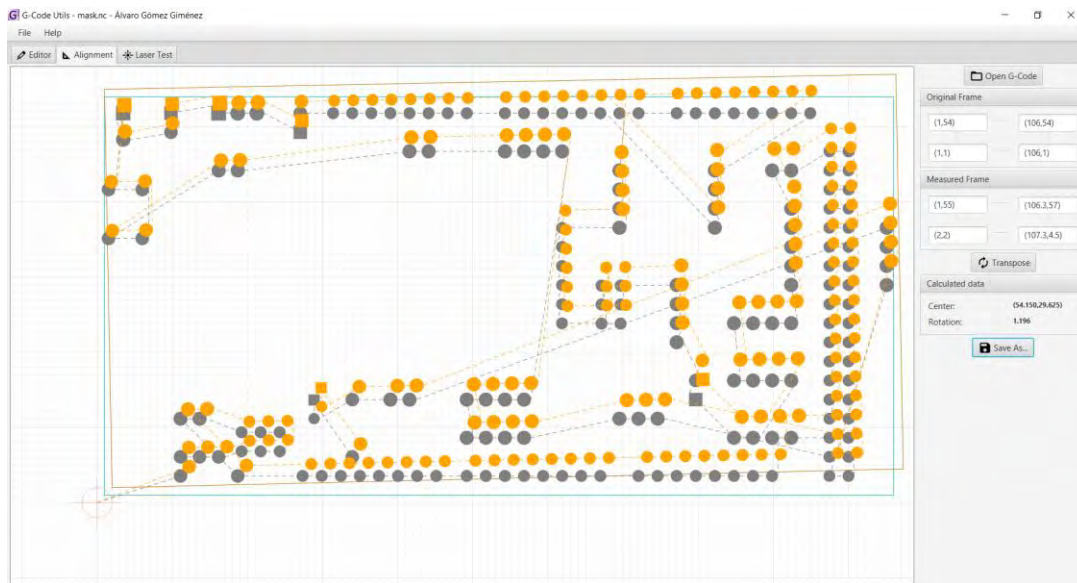 G G-Code Utils - mask.nc - Álvaro Gómez Giménez
File Help
Editor Alignment Laser Test
Open G-Code
Original Frame
(1,54) (106,54)
(1,1) (106,1)
Measured Frame
(1,55) (106.3,57)
(2,2) (107.3,4.5)
Transpose
Calculated data
Center: (54.150,29.625)
Rotation: 1.196
Save As...